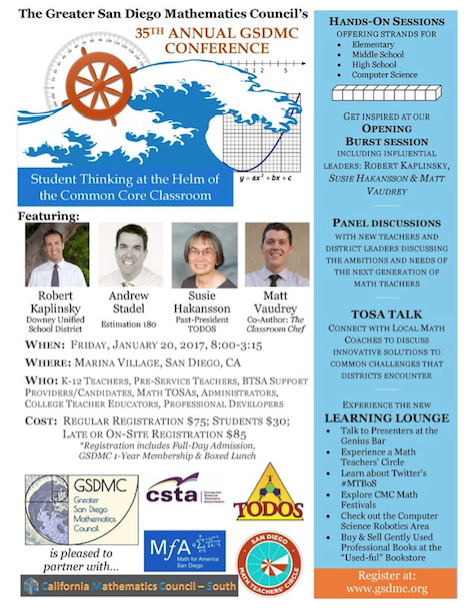 The Greater San Diego Mathematics Council's
35TH ANNUAL GSDMC
CONFERENCE
y = ax² + bx + c
Student Thinking at the Helm of
the Common Core Classroom
Featuring:
Robert
Kaplinsky
Downey Unified
School District
Andrew
Stadel
Estimation 180
Susie
Hakansson
Past-President
TODOS
Matt
Vaudrey
Co-Author: The
Classroom Chef
WHEN: FRIDAY, JANUARY 20, 2017, 8:00-3:15
WHERE: MARINA VILLAGE, SAN DIEGO, CA
WHO: K-12 TEACHERS, PRE-SERVICE TEACHERS, BTSA SUPPORT
PROVIDERS/CANDIDATES, MATH TOSAS, ADMINISTRATORS,
COLLEGE TEACHER EDUCATORS, PROFESSIONAL DEVELOPERS
COST: REGULAR REGISTRATION $75; STUDENTS $30;
LATE OR ON-SITE REGISTRATION $85
*Registration includes Full-Day Admission,
GSDMC 1-Year Membership & Boxed Lunch
GSDMC
Greater
San Diego
Mathematics
Council
csta
Computer Science
Teachers
Association
TODOS
is pleased to
partner with...
MƒA
Math for America
San Diego
SAN DIEGO
MATH TEACHERS' CIRCLE
California Mathematics Council – South
HANDS-ON SESSIONS
OFFERING STRANDS FOR
• Elementary
• Middle School
• High School
• Computer Science
GET INSPIRED AT OUR
OPENING
BURST SESSION
INCLUDING INFLUENTIAL
LEADERS: ROBERT KAPLINSKY,
SUSIE HAKANSSON & MATT
VAUDREY
PANEL DISCUSSIONS
WITH NEW TEACHERS AND
DISTRICT LEADERS DISCUSSING
THE AMBITIONS AND NEEDS OF
THE NEXT GENERATION OF
MATH TEACHERS
TOSA TALK
CONNECT WITH LOCAL MATH
COACHES TO DISCUSS
INNOVATIVE SOLUTIONS TO
COMMON CHALLENGES THAT
DISTRICTS ENCOUNTER
EXPERIENCE THE NEW
LEARNING LOUNGE
• Talk to Presenters at the
Genius Bar
• Experience a Math
Teachers' Circle
• Learn about Twitter's
#MTBoS
• Explore CMC Math
Festivals
• Check out the Computer
Science Robotics Area
• Buy & Sell Gently Used
Professional Books at the
"Used-ful" Bookstore
Register at:
www.gsdmc.org